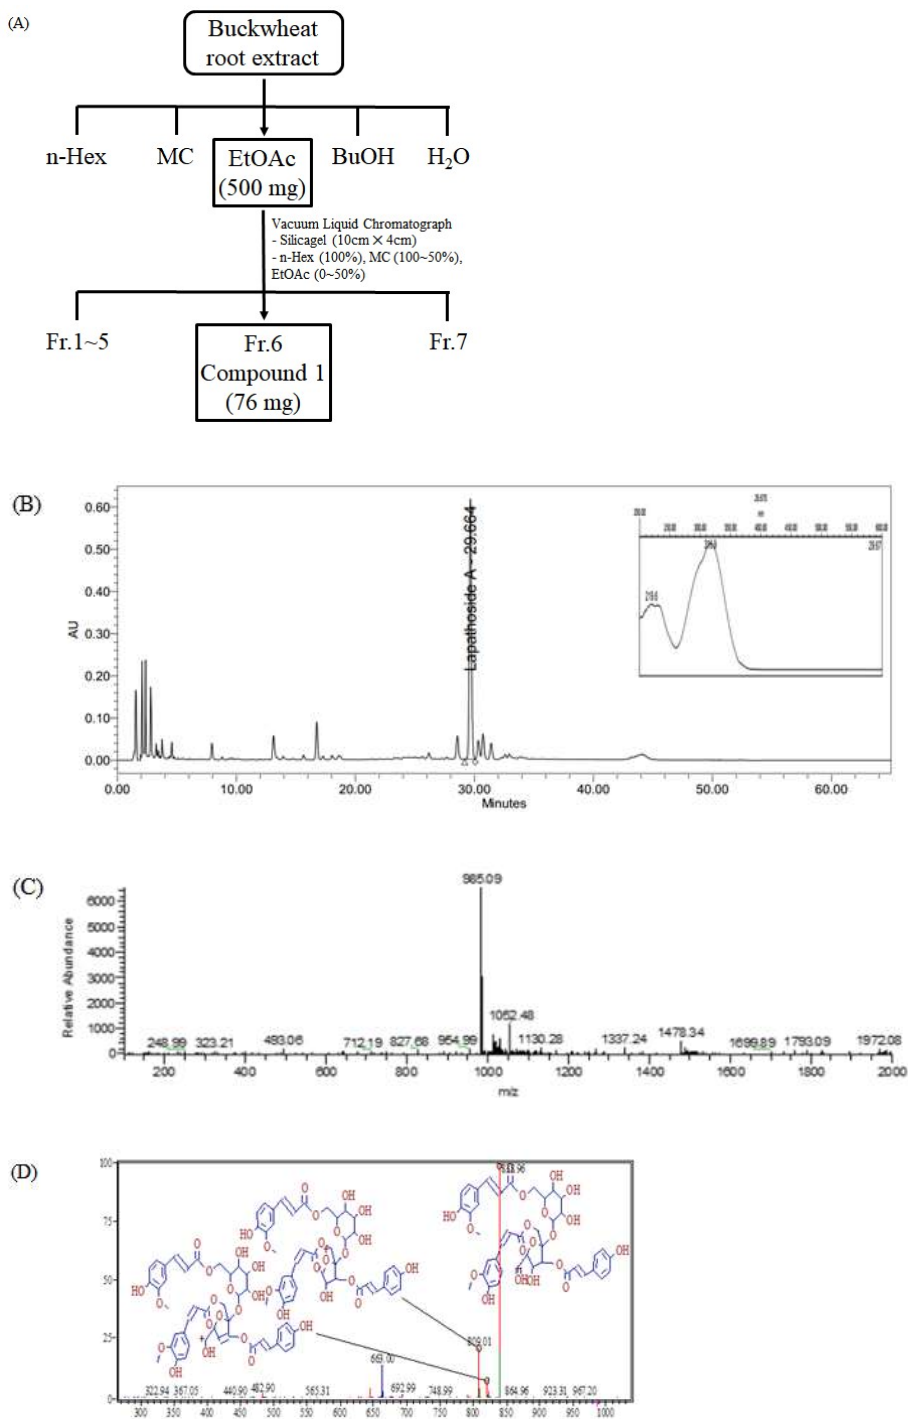 (A)
Buckwheat
root extract
n-Hex MC EtOAc BuOH H2O
(500 mg)
Vacuum Liquid Chromatograph
- Silicagel (10cm × 4cm)
- n-Hex (100%), MC (100~50%),
EtOAc (0~50%)
Fr.1~5 Fr.6 Fr.7
Compound 1
(76 mg)
(B)
0.60
0.50
0.40
0.30
0.20
0.10
0.00
AU
Lapathoside A - 29.664
0.00 10.00 20.00 30.00 40.00 50.00 60.00
Minutes
(C)
985.09
6000
5000
4000
3000
2000
1000
0
Relative Abundance
248.99 323.21 493.06 712.19 827.68 954.99 1052.48 1130.28 1337.24 1478.34 1699.89 1793.09 1972.08
200 400 600 800 1000 1200 1400 1600 1800 2000
m/z
(D)
100
75
50
25
0
809.01
322.94 367.05 440.90 482.90 565.31 692.99 748.99 864.96 923.31 967.20
300 350 400 450 500 550 600 650 700 750 800 850 900 950 1000